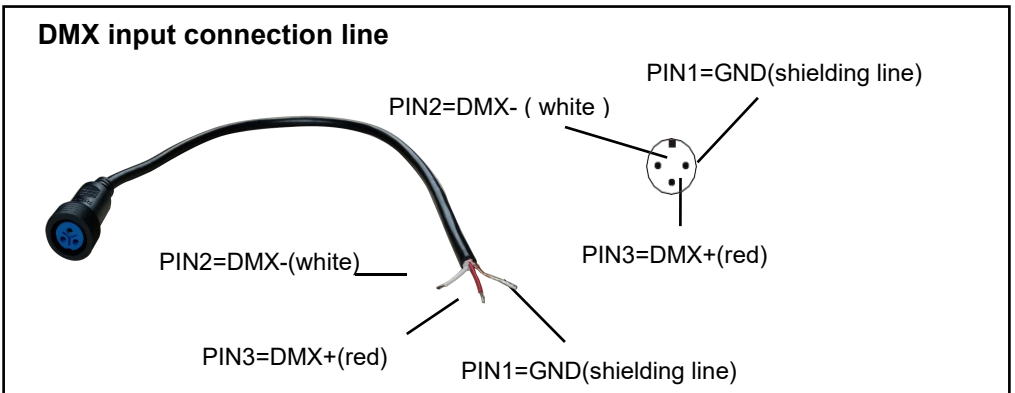 DMX input connection line
PIN1=GND(shielding line)
PIN2=DMX- ( white )
PIN3=DMX+(red)
PIN2=DMX-(white)
PIN3=DMX+(red)
PIN1=GND(shielding line)